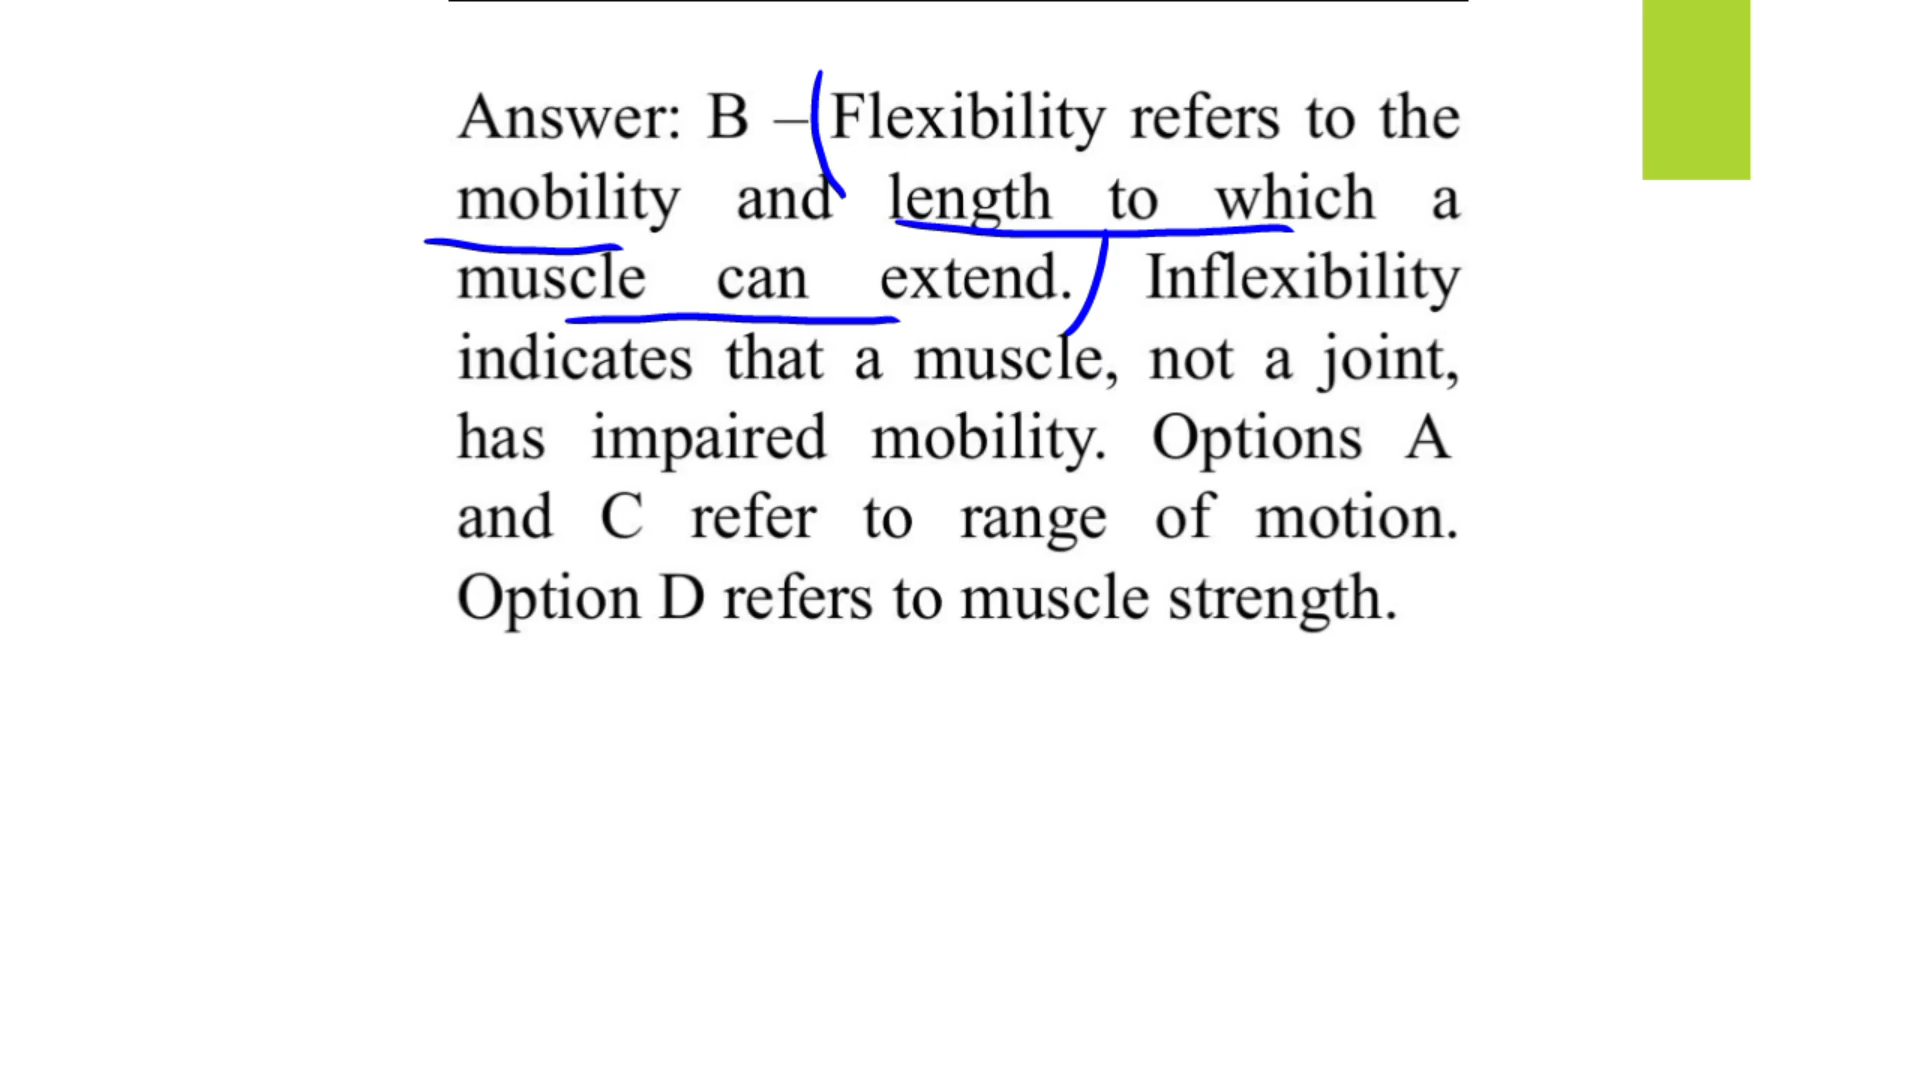 Answer: B – Flexibility refers to the
mobility and length to which a
muscle can extend. Inflexibility
indicates that a muscle, not a joint,
has impaired mobility. Options A
and C refer to range of motion.
Option D refers to muscle strength.